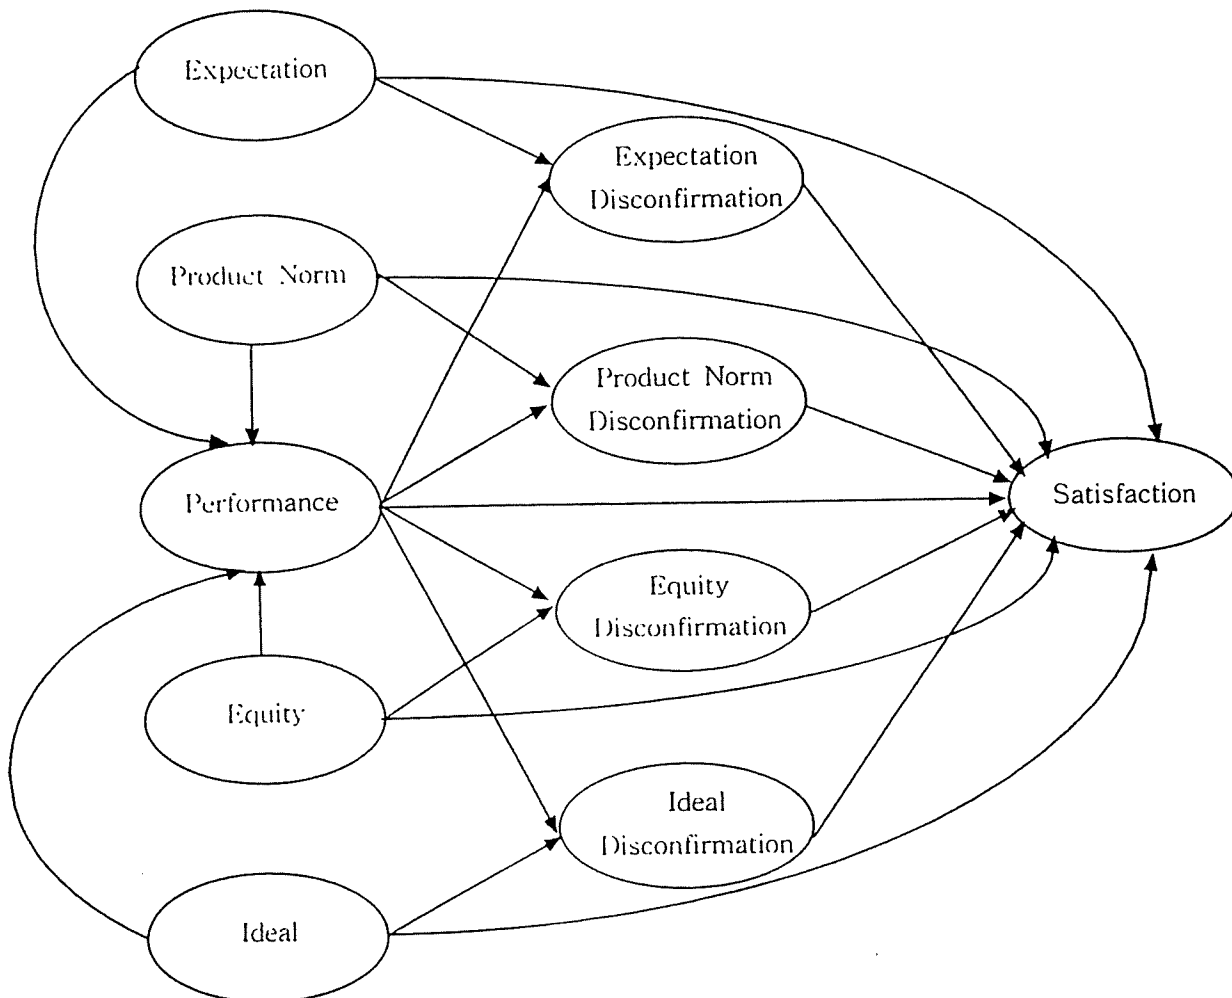 Expectation
Expectation
Disconfirmation
Product Norm
Product Norm
Disconfirmation
Performance
Satisfaction
Equity
Disconfirmation
Equity
Ideal
Disconfirmation
Ideal